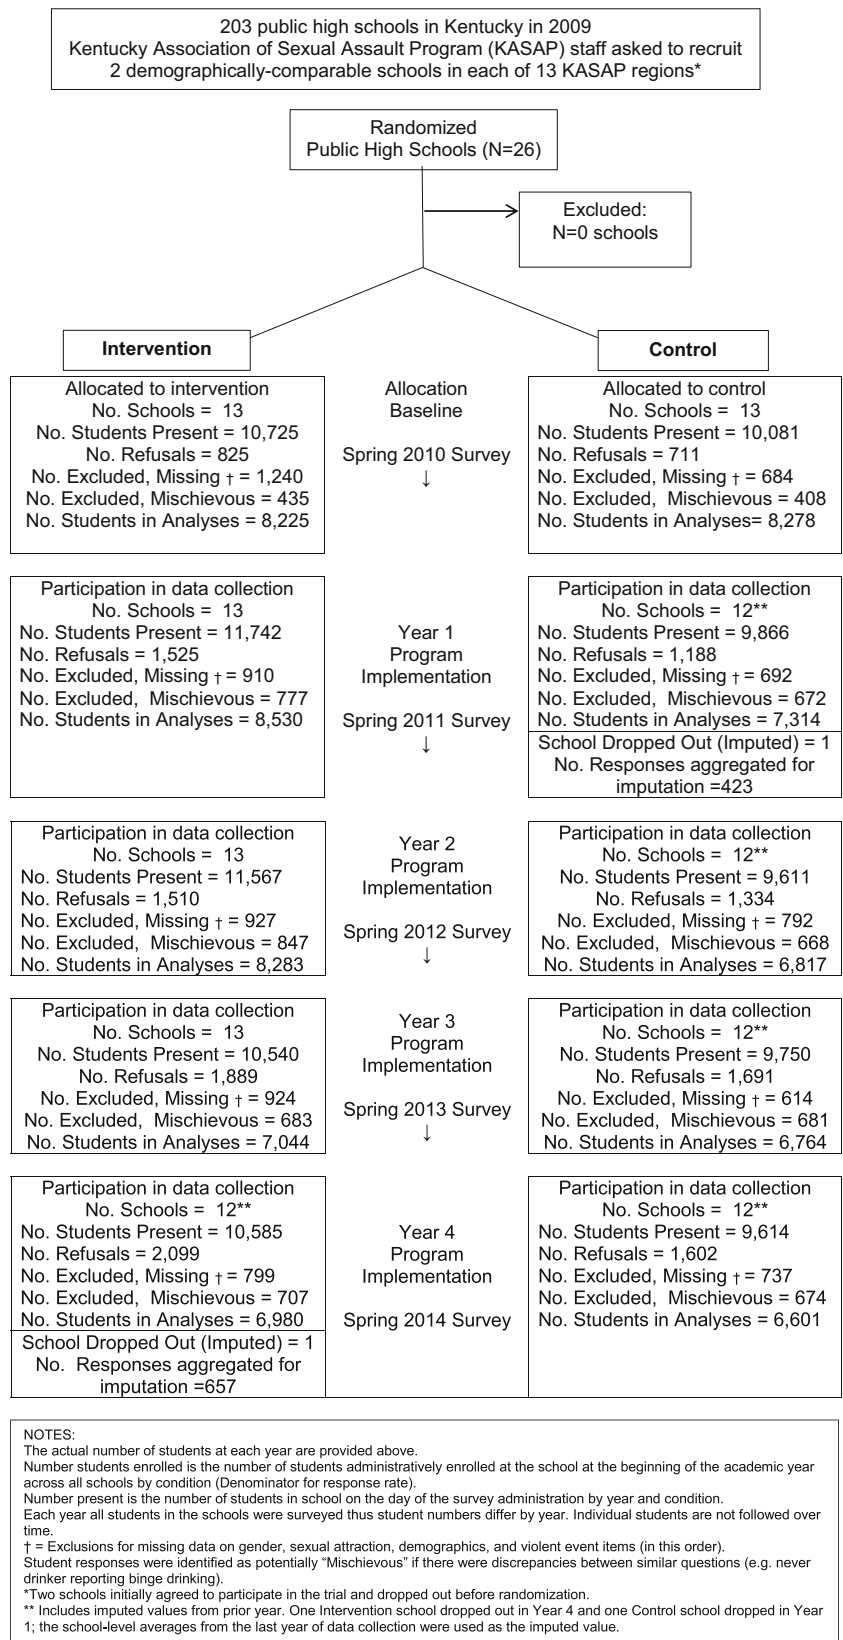 203 public high schools in Kentucky in 2009
Kentucky Association of Sexual Assault Program (KASAP) staff asked to recruit
2 demographically-comparable schools in each of 13 KASAP regions*
Randomized
Public High Schools (N=26)
Excluded:
N=0 schools
Intervention
Control
Allocated to intervention
No. Schools = 13
No. Students Present = 10,725
No. Refusals = 825
No. Excluded, Missing † = 1,240
No. Excluded, Mischievous = 435
No. Students in Analyses = 8,225
Allocation
Baseline
Spring 2010 Survey
↓
Allocated to control
No. Schools = 13
No. Students Present = 10,081
No. Refusals = 711
No. Excluded, Missing † = 684
No. Excluded, Mischievous = 408
No. Students in Analyses= 8,278
Participation in data collection
No. Schools = 13
No. Students Present = 11,742
No. Refusals = 1,525
No. Excluded, Missing † = 910
No. Excluded, Mischievous = 777
No. Students in Analyses = 8,530
Year 1
Program
Implementation
Spring 2011 Survey
↓
Participation in data collection
No. Schools = 12**
No. Students Present = 9,866
No. Refusals = 1,188
No. Excluded, Missing † = 692
No. Excluded, Mischievous = 672
No. Students in Analyses = 7,314
School Dropped Out (Imputed) = 1
No. Responses aggregated for
imputation =423
Participation in data collection
No. Schools = 13
No. Students Present = 11,567
No. Refusals = 1,510
No. Excluded, Missing † = 927
No. Excluded, Mischievous = 847
No. Students in Analyses = 8,283
Year 2
Program
Implementation
Spring 2012 Survey
↓
Participation in data collection
No. Schools = 12**
No. Students Present = 9,611
No. Refusals = 1,334
No. Excluded, Missing † = 792
No. Excluded, Mischievous = 668
No. Students in Analyses = 6,817
Participation in data collection
No. Schools = 13
No. Students Present = 10,540
No. Refusals = 1,889
No. Excluded, Missing † = 924
No. Excluded, Mischievous = 683
No. Students in Analyses = 7,044
Year 3
Program
Implementation
Spring 2013 Survey
↓
Participation in data collection
No. Schools = 12**
No. Students Present = 9,750
No. Refusals = 1,691
No. Excluded, Missing † = 614
No. Excluded, Mischievous = 681
No. Students in Analyses = 6,764
Participation in data collection
No. Schools = 12**
No. Students Present = 10,585
No. Refusals = 2,099
No. Excluded, Missing † = 799
No. Excluded, Mischievous = 707
No. Students in Analyses = 6,980
School Dropped Out (Imputed) = 1
No. Responses aggregated for
imputation =657
Year 4
Program
Implementation
Spring 2014 Survey
Participation in data collection
No. Schools = 12**
No. Students Present = 9,614
No. Refusals = 1,602
No. Excluded, Missing † = 737
No. Excluded, Mischievous = 674
No. Students in Analyses = 6,601
NOTES:
The actual number of students at each year are provided above.
Number students enrolled is the number of students administratively enrolled at the school at the beginning of the academic year
across all schools by condition (Denominator for response rate).
Number present is the number of students in school on the day of the survey administration by year and condition.
Each year all students in the schools were surveyed thus student numbers differ by year. Individual students are not followed over
time.
† = Exclusions for missing data on gender, sexual attraction, demographics, and violent event items (in this order).
Student responses were identified as potentially “Mischievous” if there were discrepancies between similar questions (e.g. never
drinker reporting binge drinking).
*Two schools initially agreed to participate in the trial and dropped out before randomization.
** Includes imputed values from prior year. One Intervention school dropped out in Year 4 and one Control school dropped in Year
1; the school-level averages from the last year of data collection were used as the imputed value.